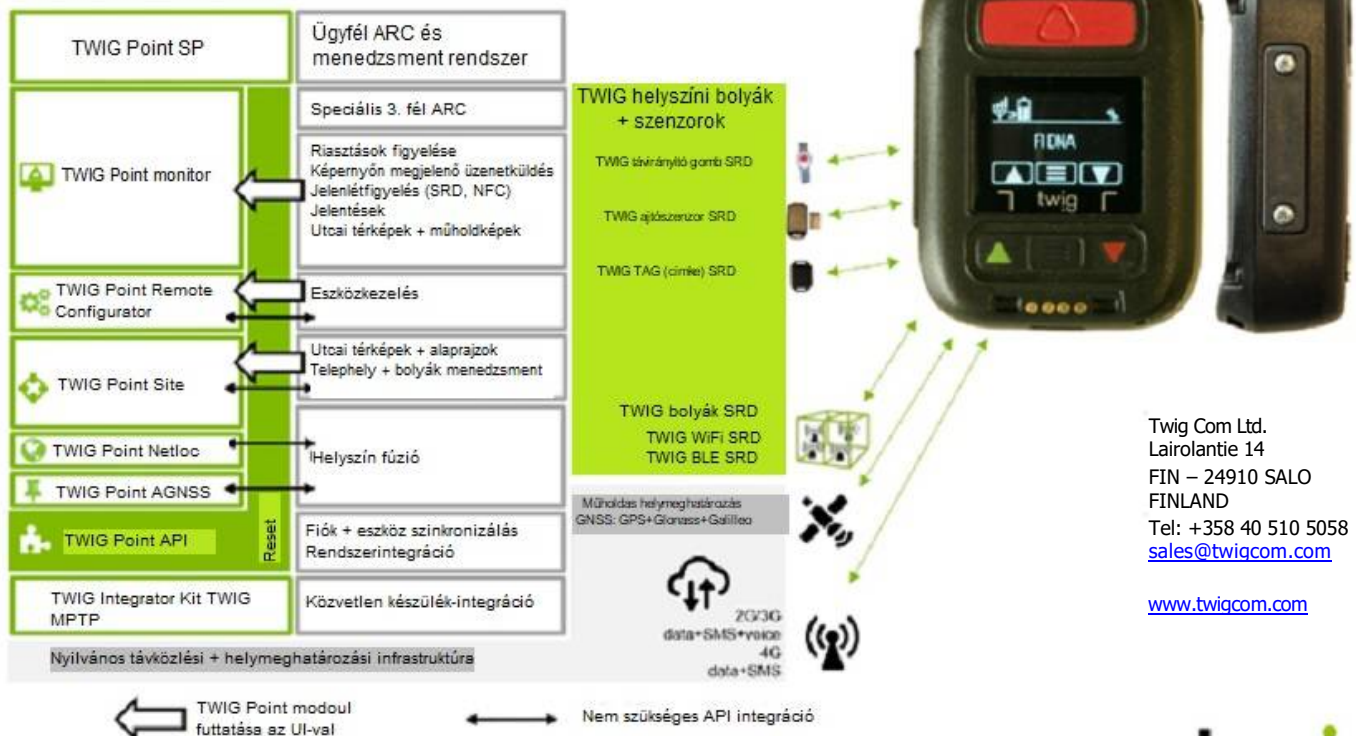 TWIG Point SP
Ügyfél ARC és
menedzsment rendszer
TWIG Point monitor
Speciális 3. fél ARC
Riasztások figyelése
Képernyőn megjelenő üzenetküldés
Jelenlétfigyelés (SRD, NFC)
Jelentések
Utcai térképek + műholdképek
TWIG Point Remote
Configurator
Eszközkezelés
TWIG Point Site
Utcai térképek + alaprajzok
Telephely + bolyák menedzsment
TWIG Point Netloc
TWIG Point AGNSS
Helyszín fúzió
TWIG Point API
Reset
Fiók + eszköz szinkronizálás
Rendszerintegráció
TWIG Integrator Kit TWIG
MPTP
Közvetlen készülék-integráció
Nyilvános távközlési + helymeghatározási infrastruktúra
TWIG helyszíni bolyák
+ szenzorok
TWIG távirányító gomb SRD
TWIG ajtószenzor SRD
TWIG TAG (címke) SRD
TWIG bolyák SRD
TWIG WiFi SRD
TWIG BLE SRD
Műholdas helymeghatározás
GNSS: GPS+Glonass+Galilleo
2G/3G
data+SMS+voice
4G
data+SMS
FIDNA
twig
Twig Com Ltd.
Lairolantie 14
FIN – 24910 SALO
FINLAND
Tel: +358 40 510 5058
sales@twigcom.com
www.twigcom.com
TWIG Point modoul
futtatása az UI-val
Nem szükséges API integráció